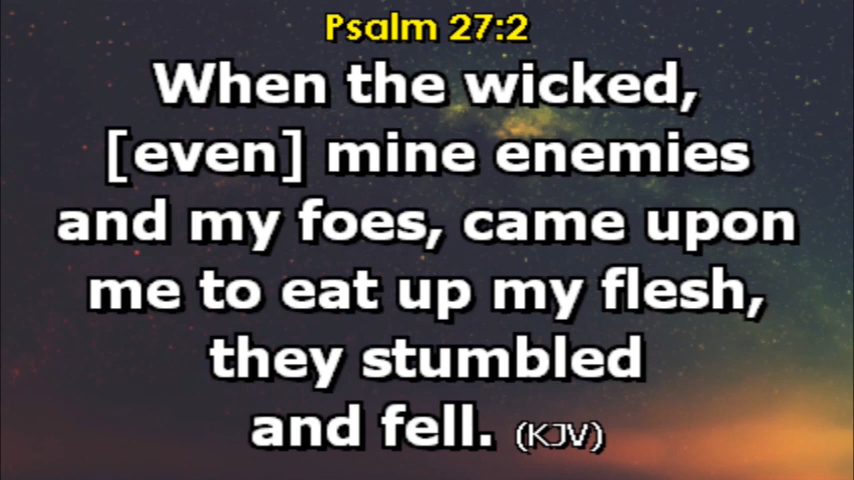 Psalm 27:2
When the wicked,
[even] mine enemies
and my foes, came upon
me to eat up my flesh,
they stumbled
and fell. (KJV)